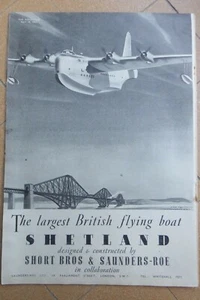 The largest British flying boat
SHETLAND
designed & constructed by
SHORT BROS & SAUNDERS-ROE
in collaboration